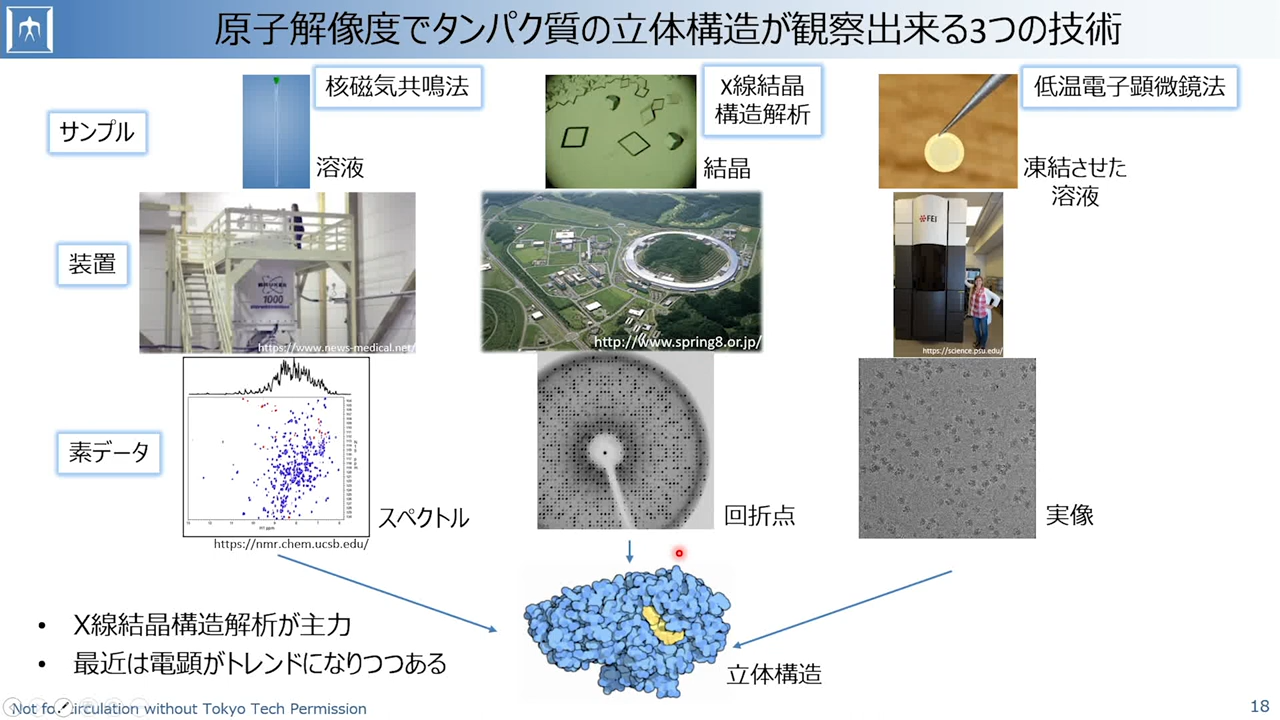 原子解像度でタンパク質の立体構造が観察出来る3つの技術
サンプル
核磁気共鳴法
溶液
X線結晶
構造解析
結晶
低温電子顕微鏡法
凍結させた
溶液
装置
BRUKER
1000
https://www.news-medical.net/
http://www.spring8.or.jp/
FEI
https://science.psu.edu/
素データ
スペクトル
https://nmr.chem.ucsb.edu/
回折点
実像
• X線結晶構造解析が主力
• 最近は電顕がトレンドになりつつある
立体構造
Not for Circulation without Tokyo Tech Permission
18